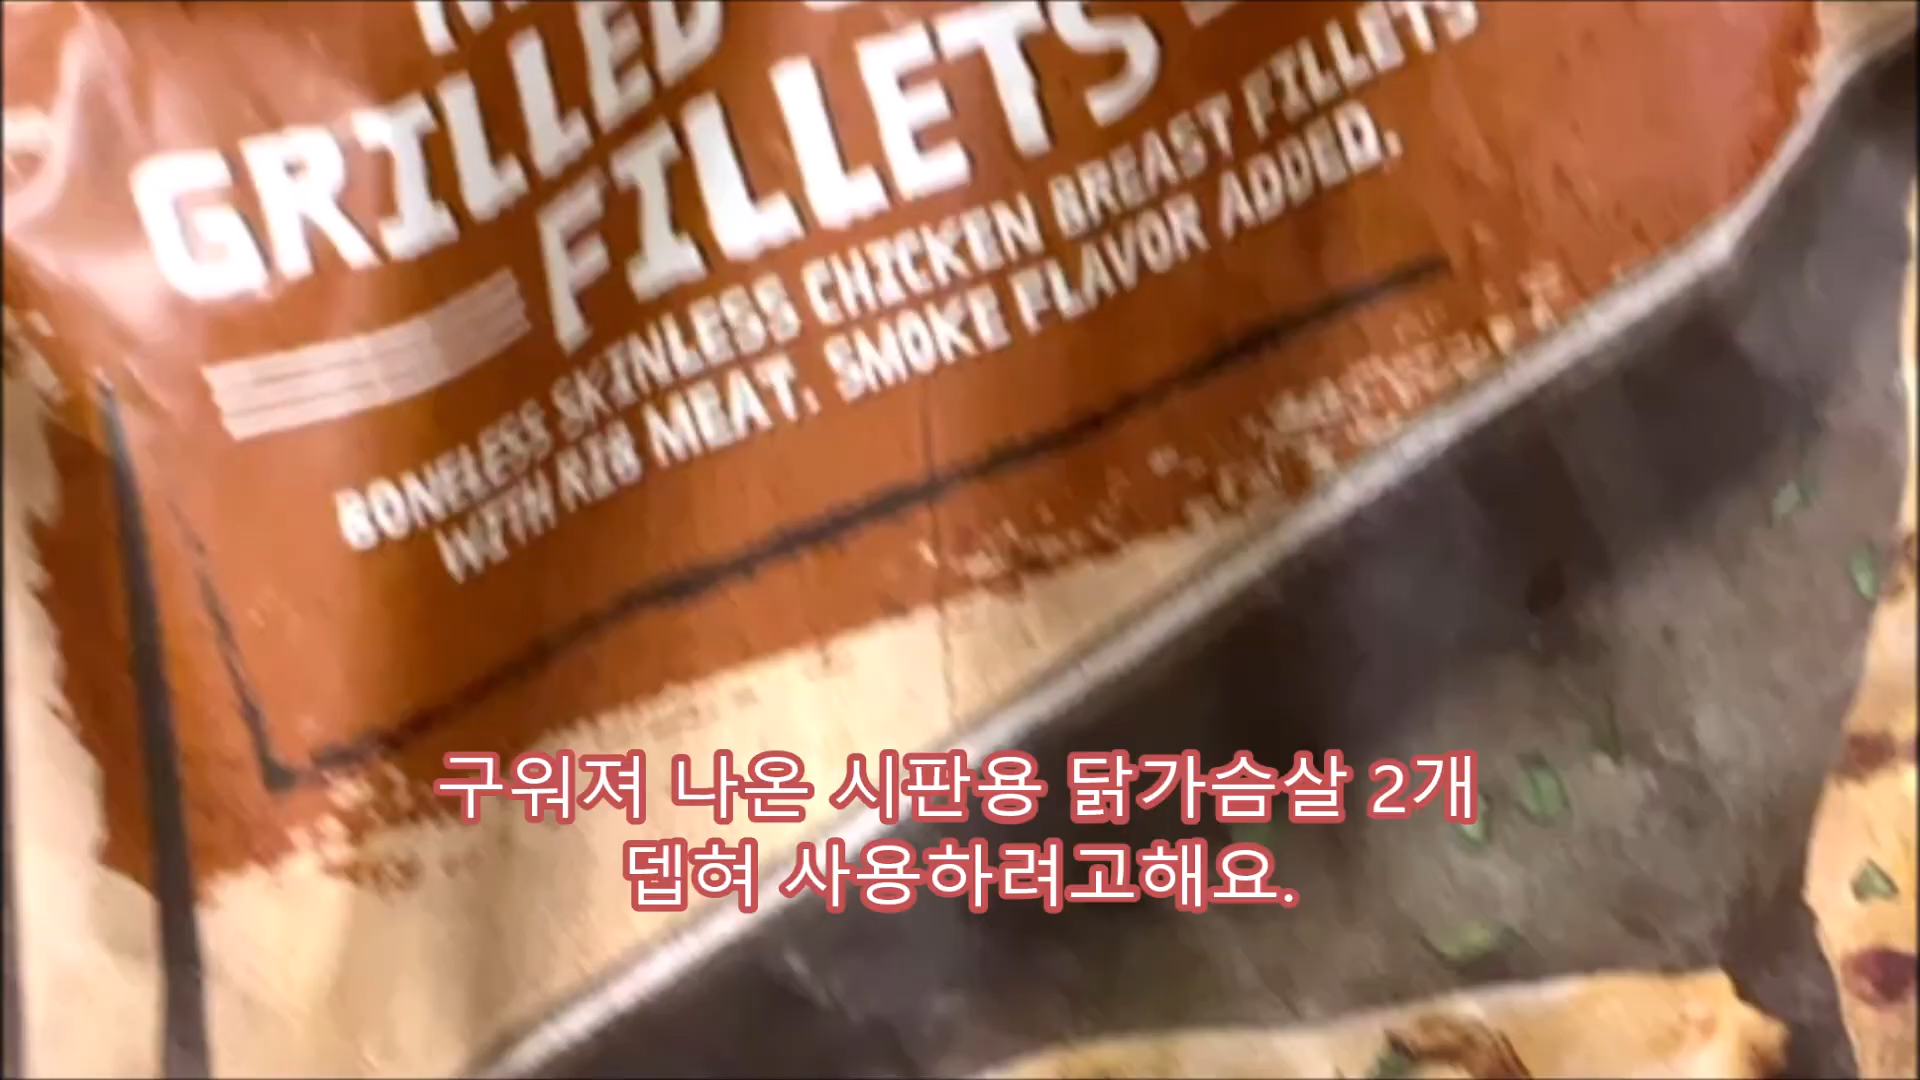 GRILLED
FILLETS
BONELESS SKINLESS CHICKEN BREAST FILLETS
WITH RIB MEAT. SMOKE FLAVOR ADDED.
구워져 나온 시판용 닭가슴살 2개
뎁혀 사용하려고해요.